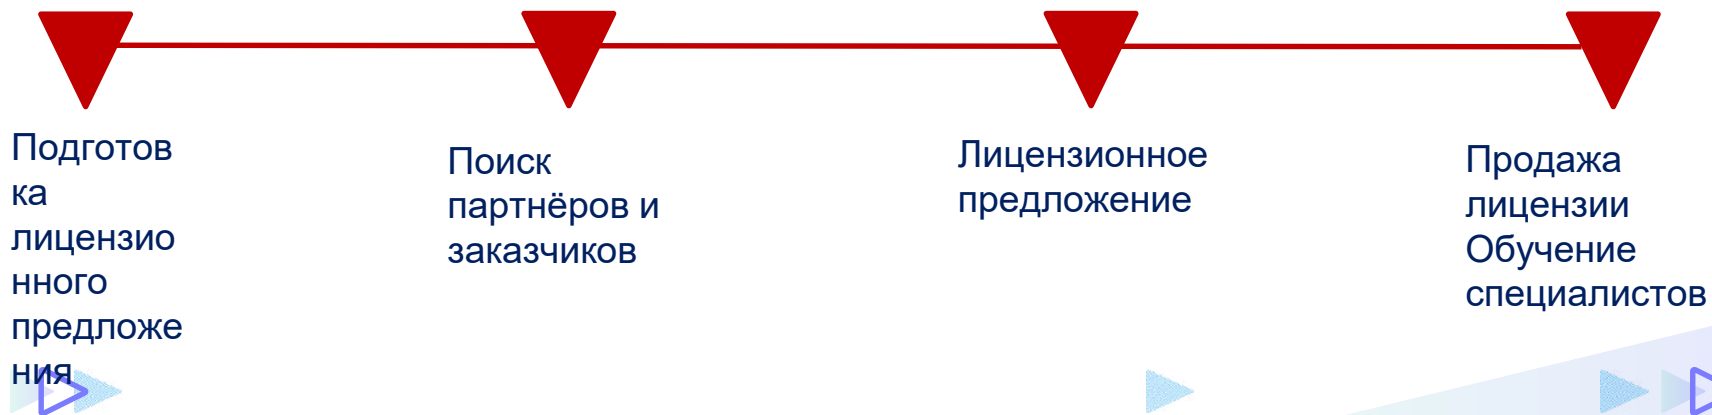 Подготов
ка
лицензио
нного
предложе
ния
Поиск
партнёров и
заказчиков
Лицензионное
предложение
Продажа
лицензии
Обучение
специалистов